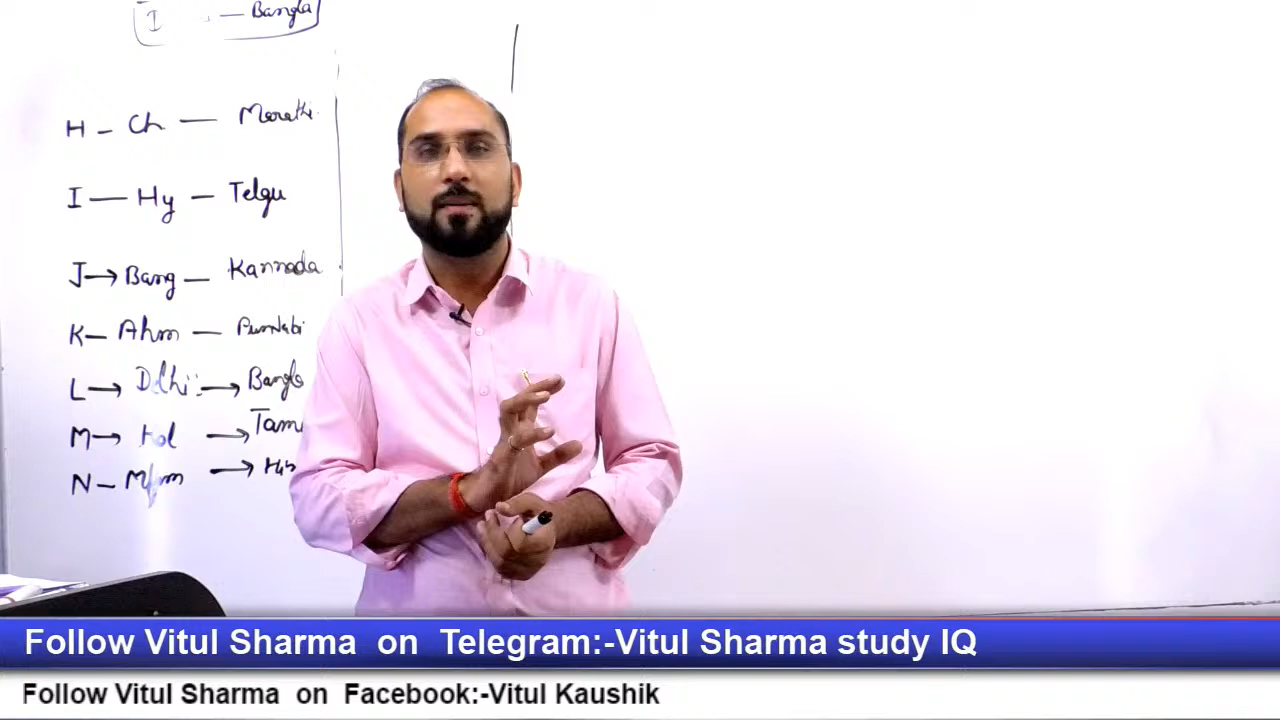 I — Bangla
H - Ch — Marathi
I — Hy — Telgu
J → Bang — Kannada
K — Ahm — Punjabi
L → Delhi → Bangla
M → Kol → Tam
N - →
Follow Vitul Sharma on Telegram:-Vitul Sharma study IQ
Follow Vitul Sharma on Facebook:-Vitul Kaushik